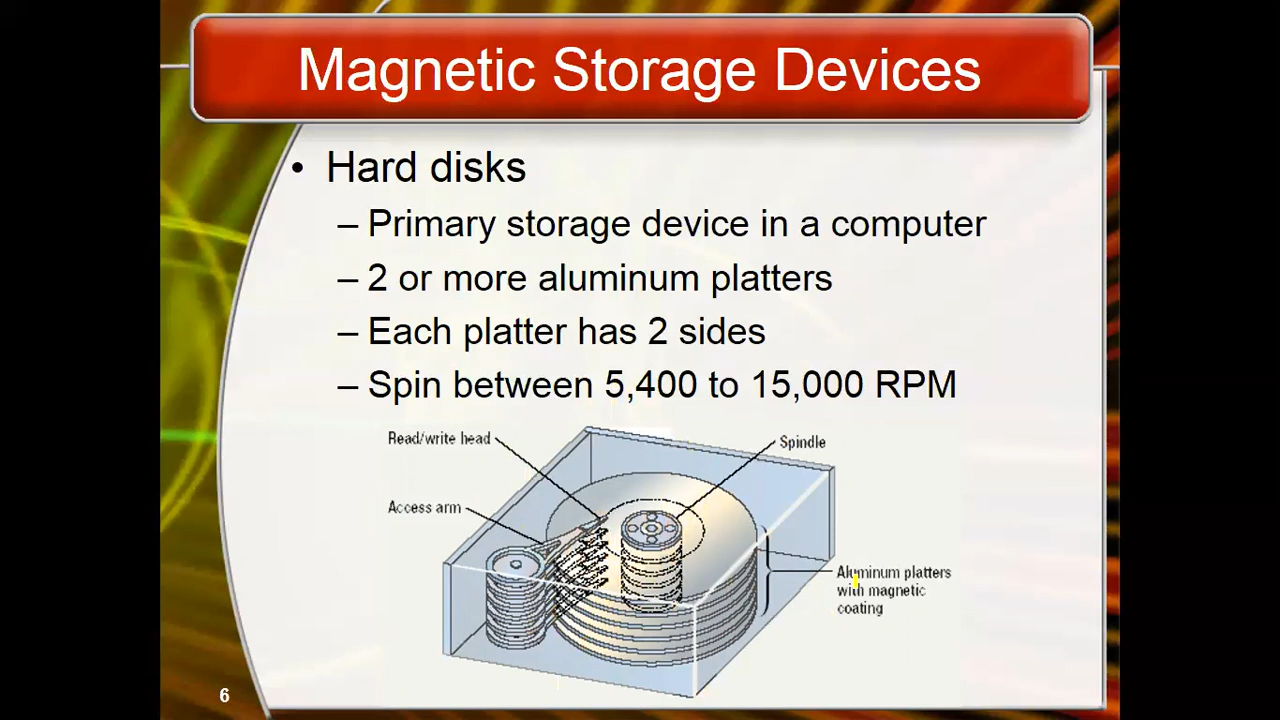 Magnetic Storage Devices
• Hard disks
– Primary storage device in a computer
– 2 or more aluminum platters
– Each platter has 2 sides
– Spin between 5,400 to 15,000 RPM
Read/write head
Spindle
Access arm
Aluminum platters
with magnetic
coating
6